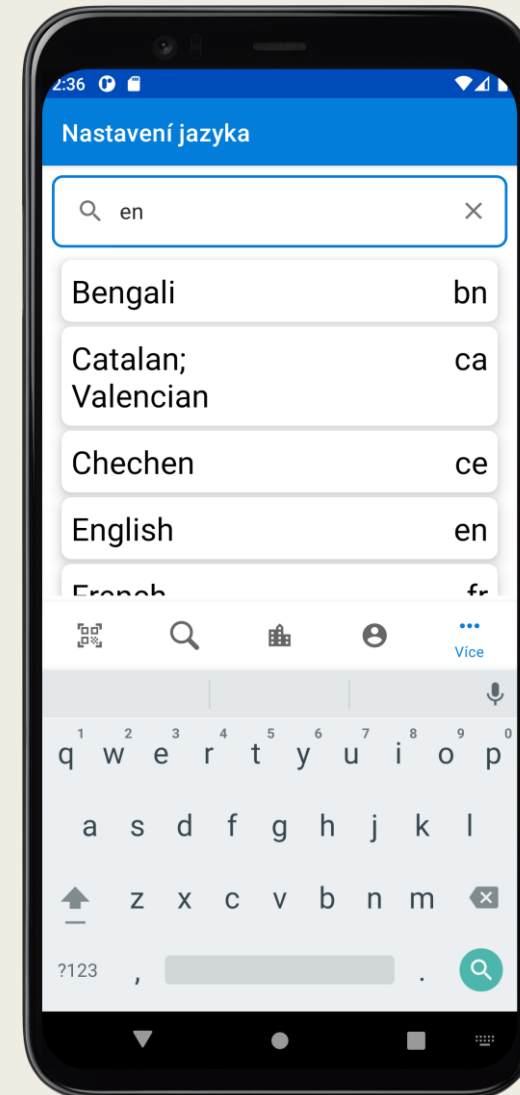 2:36
Nastavení jazyka
en
Bengali bn
Catalan; ca
Valencian
Chechen ce
English en
French fr
Více
1 2 3 4 5 6 7 8 9 0
q w e r t y u i o p
a s d f g h j k l
z x c v b n m
?123 , .